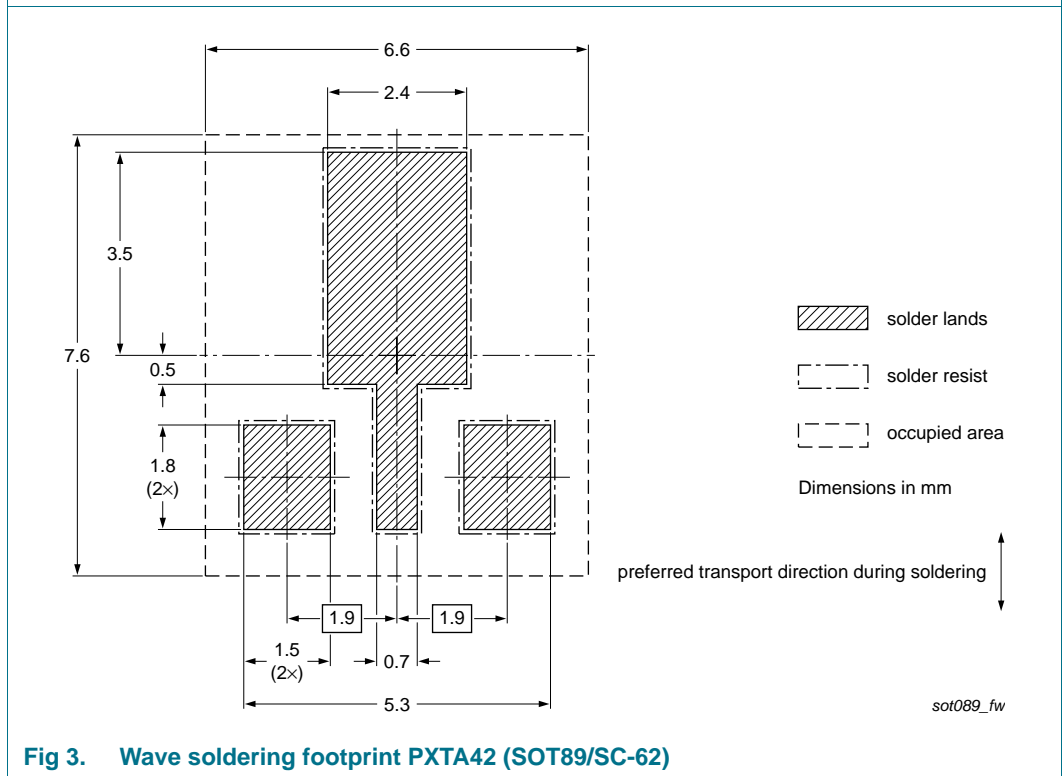 6.6
2.4
3.5
7.6
0.5
solder lands
solder resist
occupied area
1.8
(2×)
Dimensions in mm
preferred transport direction during soldering
1.9
1.9
1.5
(2×)
0.7
5.3
sot089_fw
Fig 3. Wave soldering footprint PXTA42 (SOT89/SC-62)